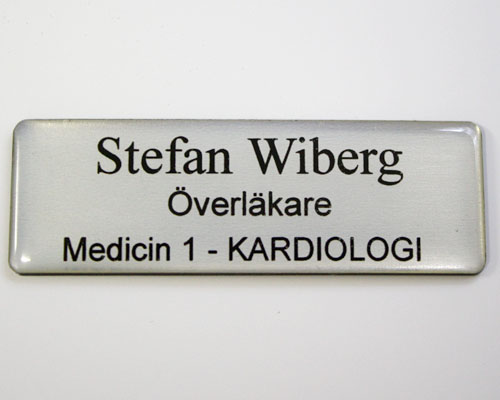 Stefan Wiberg
Överläkare
Medicin 1 - KARDIOLOGI